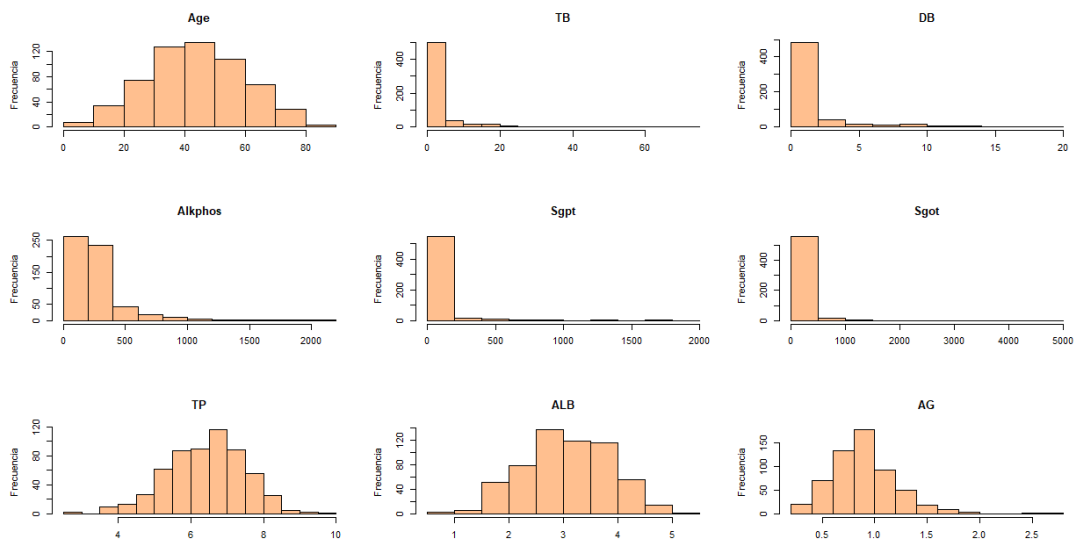 Age
Frecuencia
0 40 80 120
0 20 40 60 80
TB
Frecuencia
0 200 400
0 20 40 60
DB
Frecuencia
0 200 400
0 5 10 15 20
Alkphos
Frecuencia
0 50 150 250
0 500 1000 1500 2000
Sgpt
Frecuencia
0 200 400
0 500 1000 1500 2000
Sgot
Frecuencia
0 200 400
0 1000 2000 3000 4000 5000
TP
Frecuencia
0 40 80 120
4 6 8 10
ALB
Frecuencia
0 40 80 120
1 2 3 4 5
AG
Frecuencia
0 50 100 150
0.5 1.0 1.5 2.0 2.5